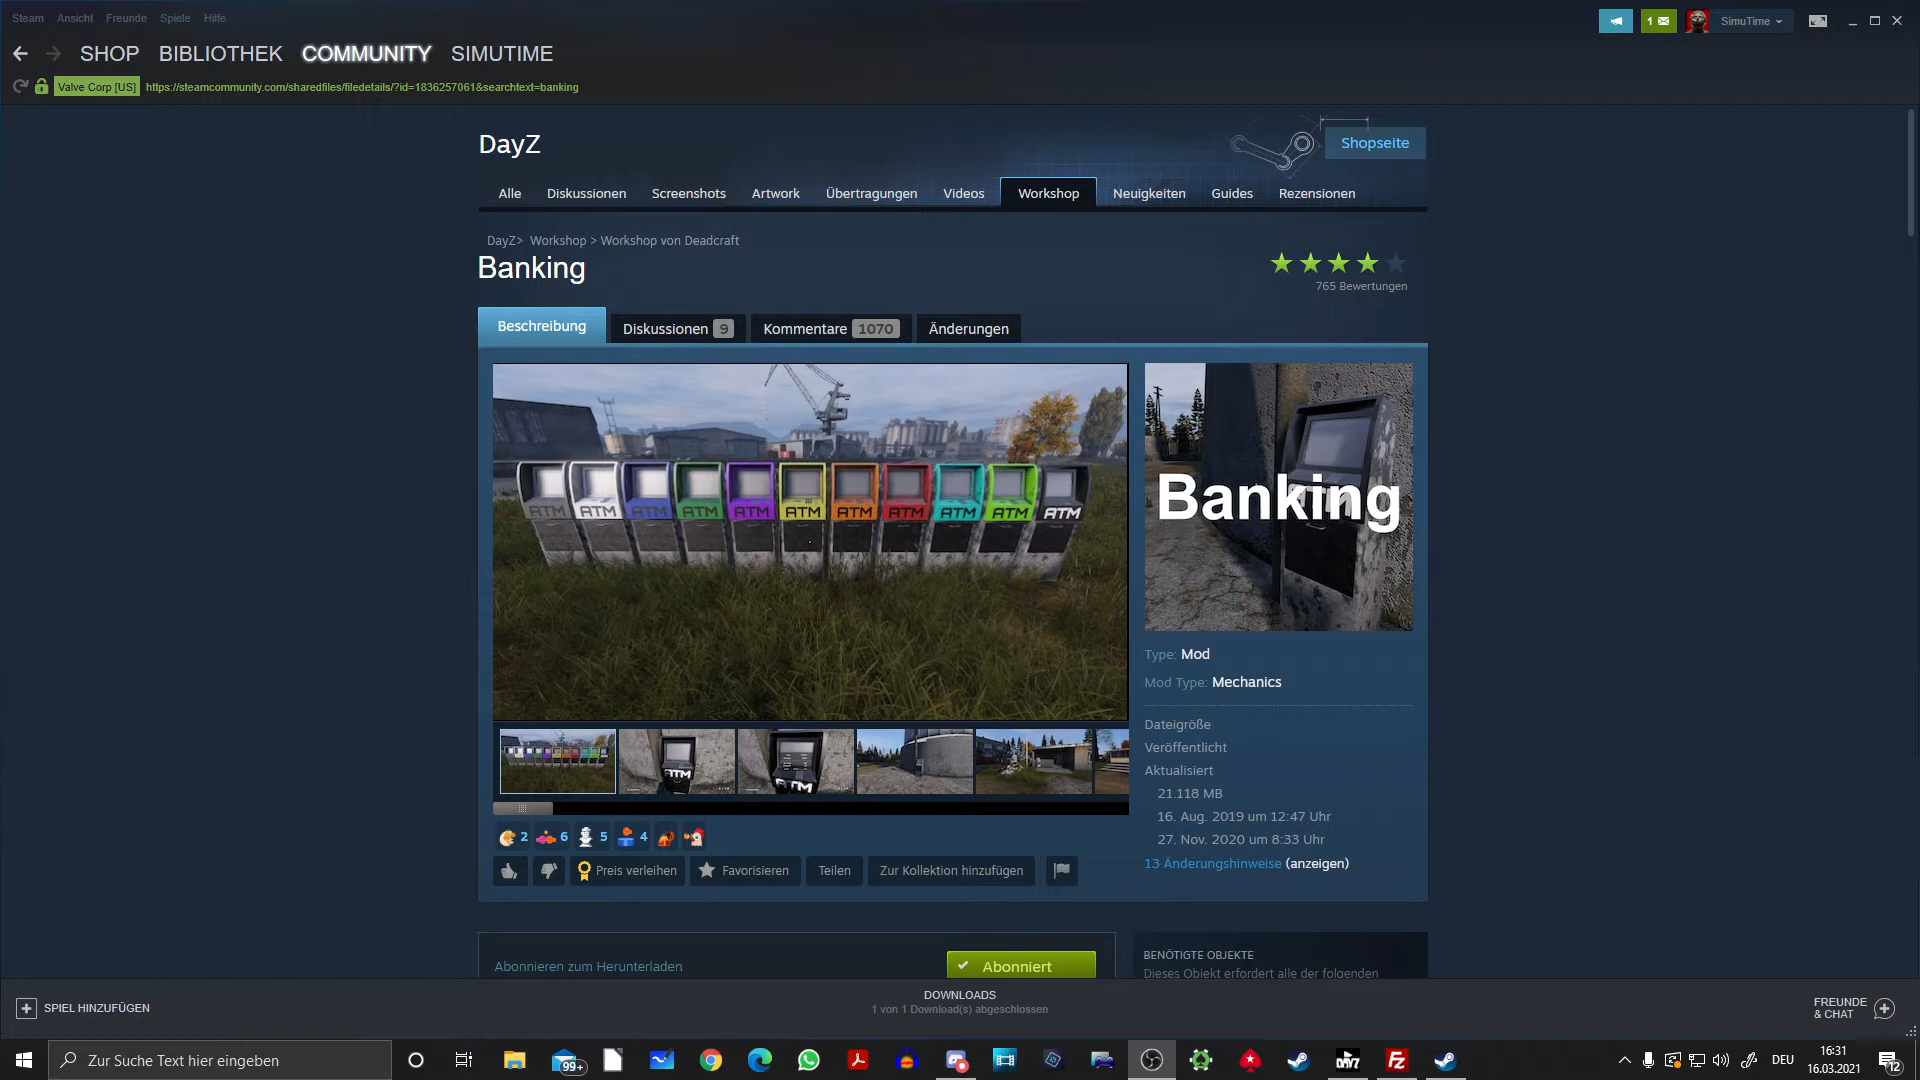 Steam Ansicht Freunde Spiele Hilfe
1
SimuTime
SHOP BIBLIOTHEK COMMUNITY SIMUTIME
Valve Corp [US] https://steamcommunity.com/sharedfiles/filedetails/?id=1836257061&searchtext=banking
DayZ
Shopseite
Alle Diskussionen Screenshots Artwork Übertragungen Videos Workshop Neuigkeiten Guides Rezensionen
DayZ> Workshop > Workshop von Deadcraft
Banking
765 Bewertungen
Beschreibung Diskussionen 9 Kommentare 1070 Änderungen
ATM ATM ATM ATM ATM ATM ATM ATM ATM ATM ATM
Banking
Type: Mod
Mod Type: Mechanics
Dateigröße
Veröffentlicht
Aktualisiert
21.118 MB
16. Aug. 2019 um 12:47 Uhr
27. Nov. 2020 um 8:33 Uhr
13 Änderungshinweise (anzeigen)
ATM ATM
2 6 5 4
Preis verleihen Favorisieren Teilen Zur Kollektion hinzufügen
Abonnieren zum Herunterladen Abonniert
BENÖTIGTE OBJEKTE
Dieses Objekt erfordert alle der folgenden
SPIEL HINZUFÜGEN
DOWNLOADS
1 von 1 Download(s) abgeschlossen
FREUNDE
& CHAT
Zur Suche Text hier eingeben
99+
DAYZ
FZ
DEU
16:31
16.03.2021
12